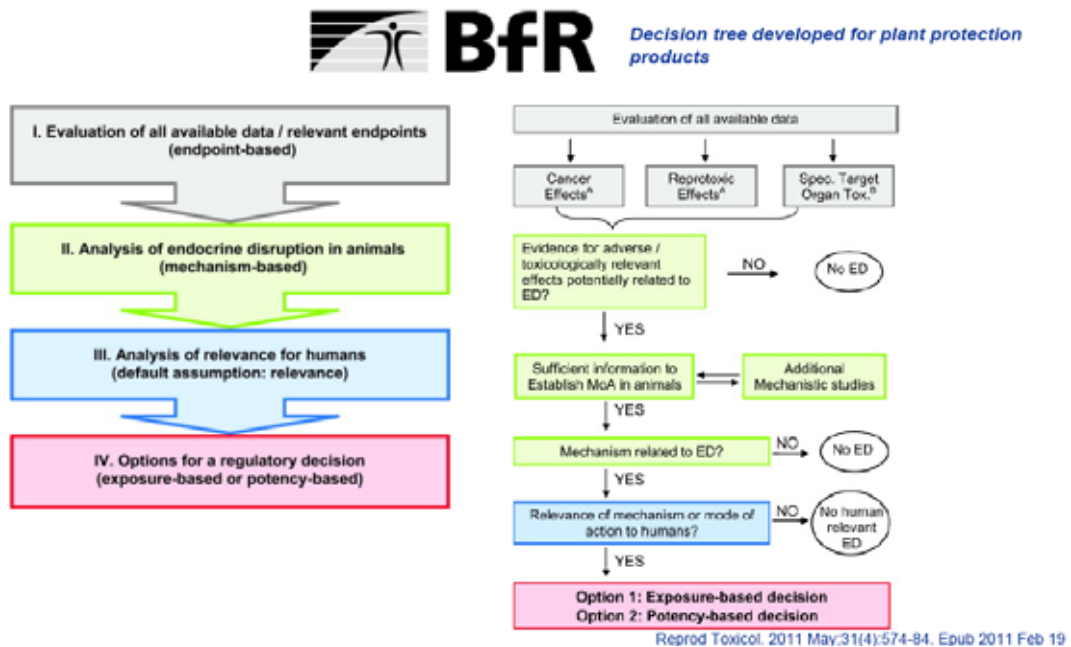 BfR
Decision tree developed for plant protection
products
I. Evaluation of all available data / relevant endpoints
(endpoint-based)
II. Analysis of endocrine disruption in animals
(mechanism-based)
III. Analysis of relevance for humans
(default assumption: relevance)
IV. Options for a regulatory decision
(exposure-based or potency-based)
Evaluation of all available data
Cancer
Effectsᴬ
Reprotoxic
Effectsᴬ
Spec. Target
Organ Tox.ᴮ
Evidence for adverse /
toxicologically relevant
effects potentially related to
ED?
NO
No ED
YES
Sufficient information to
Establish MoA in animals
Additional
Mechanistic studies
YES
Mechanism related to ED?
NO
No ED
YES
Relevance of mechanism or mode of
action to humans?
NO
No human
relevant
ED
YES
Option 1: Exposure-based decision
Option 2: Potency-based decision
Reprod Toxicol. 2011 May;31(4):574-84. Epub 2011 Feb 19